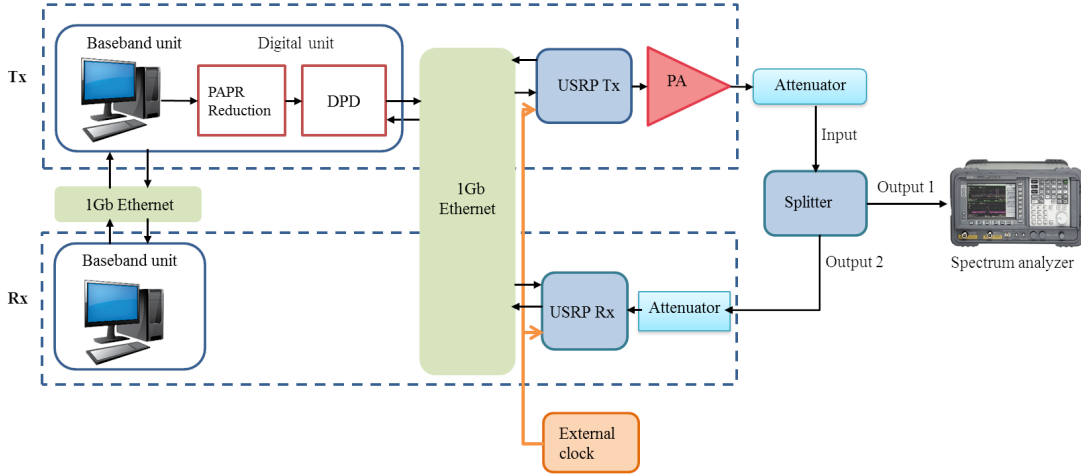 Baseband unit
Digital unit
Tx
PAPR
Reduction
DPD
USRP Tx
PA
Attenuator
Input
1Gb Ethernet
1Gb
Ethernet
Splitter
Output 1
Output 2
Spectrum analyzer
Rx
Baseband unit
USRP Rx
Attenuator
External
clock